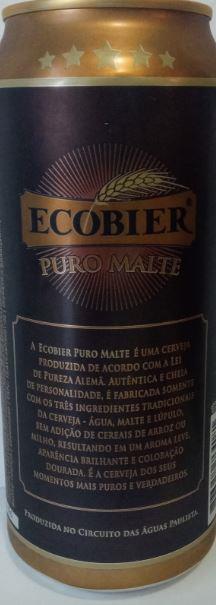 ECOBIER®
PURO MALTE
A ECOBIER PURO MALTE É UMA CERVEJA
PRODUZIDA DE ACORDO COM A LEI
DE PUREZA ALEMÃ. AUTÊNTICA E CHEIA
DE PERSONALIDADE, É FABRICADA SOMENTE
COM OS TRÊS INGREDIENTES TRADICIONAIS
DA CERVEJA - ÁGUA, MALTE E LÚPULO,
SEM ADIÇÃO DE CEREAIS DE ARROZ OU
MILHO, RESULTANDO EM UM AROMA LEVE,
APARÊNCIA BRILHANTE E COLORAÇÃO
DOURADA. É A CERVEJA DOS SEUS
MOMENTOS MAIS PUROS E VERDADEIROS.
PRODUZIDA NO CIRCUITO DAS ÁGUAS PAULISTA.